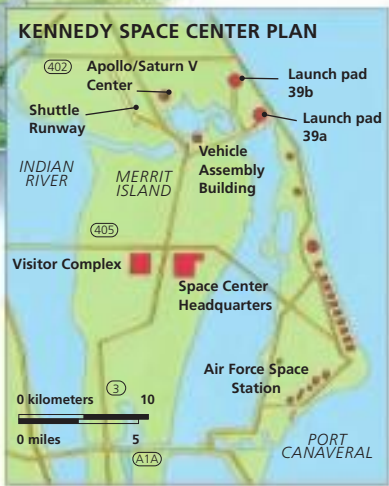 KENNEDY SPACE CENTER PLAN
402
Apollo/Saturn V
Center
Launch pad
39b
Shuttle
Runway
Launch pad
39a
INDIAN
RIVER
MERRIT
ISLAND
Vehicle
Assembly
Building
405
Visitor Complex
Space Center
Headquarters
Air Force Space
Station
3
0 kilometers 10
0 miles 5
A1A
PORT
CANAVERAL